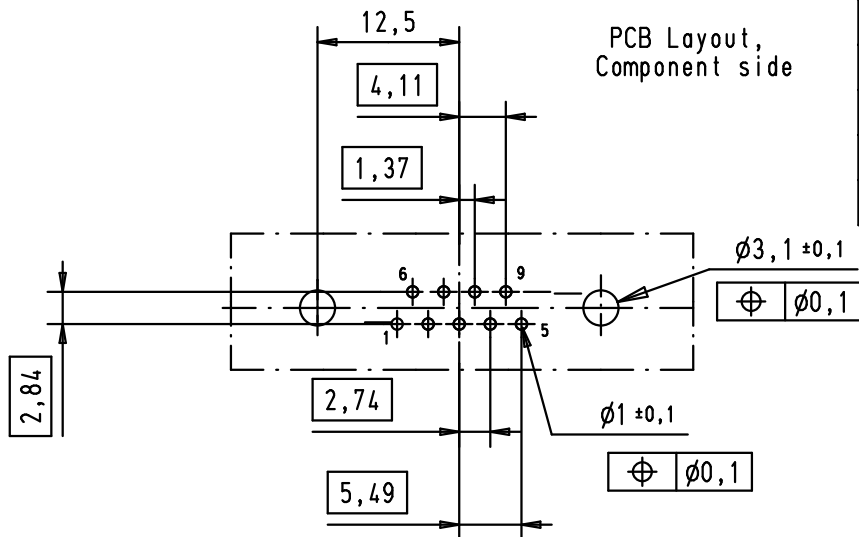 12,5
PCB Layout,
Component side
4,11
1,37
6
9
Ø3,1 ±0,1
⌖ Ø0,1
1
5
2,84
2,74
Ø1 ±0,1
⌖ Ø0,1
5,49